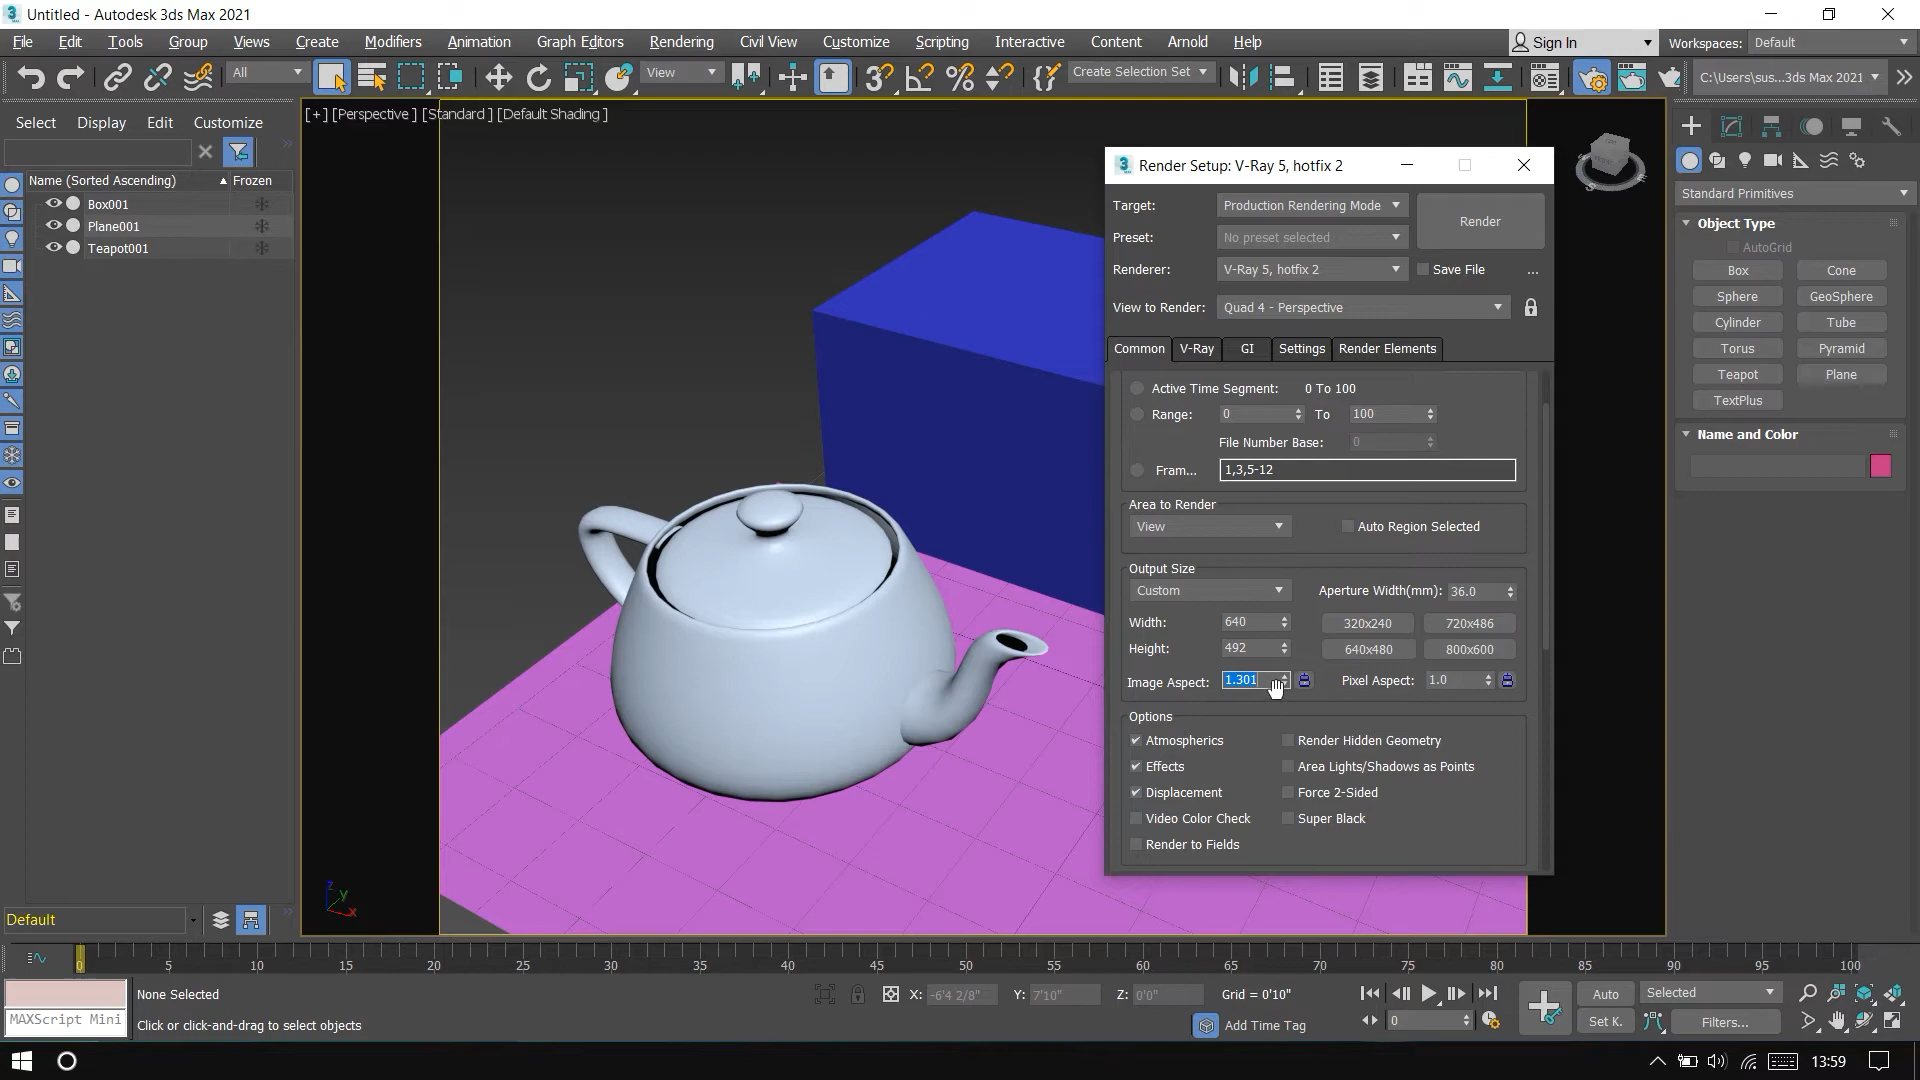 Untitled - Autodesk 3ds Max 2021
File Edit Tools Group Views Create Modifiers Animation Graph Editors Rendering Civil View Customize Scripting Interactive Content Arnold Help
Sign In
Workspaces: Default
All
View
Create Selection Set
C:\Users\sus...3ds Max 2021
Select Display Edit Customize
[+] [Perspective ] [Standard ] [Default Shading ]
Name (Sorted Ascending) Frozen
Box001
Plane001
Teapot001
Render Setup: V-Ray 5, hotfix 2
Target: Production Rendering Mode
Render
Preset: No preset selected
Renderer: V-Ray 5, hotfix 2
Save File ...
View to Render: Quad 4 - Perspective
Common V-Ray GI Settings Render Elements
Active Time Segment: 0 To 100
Range: 0 To 100
File Number Base: 0
Fram... 1,3,5-12
Area to Render
View
Auto Region Selected
Output Size
Custom
Aperture Width(mm): 36.0
Width: 640 320x240 720x486
Height: 492 640x480 800x600
Image Aspect: 1.301 Pixel Aspect: 1.0
Options
Atmospherics Render Hidden Geometry
Effects Area Lights/Shadows as Points
Displacement Force 2-Sided
Video Color Check Super Black
Render to Fields
Standard Primitives
Object Type
AutoGrid
Box Cone
Sphere GeoSphere
Cylinder Tube
Torus Pyramid
Teapot Plane
TextPlus
Name and Color
z
y
x
Default
0 5 10 15 20 25 30 35 40 45 50 55 60 65 70 75 80 85 90 95 100
None Selected
X: -6'4 2/8" Y: 7'10" Z: 0'0" Grid = 0'10"
Auto
Selected
MAXScript Mini
Click or click-and-drag to select objects
Add Time Tag
0
Set K.
Filters...
13:59